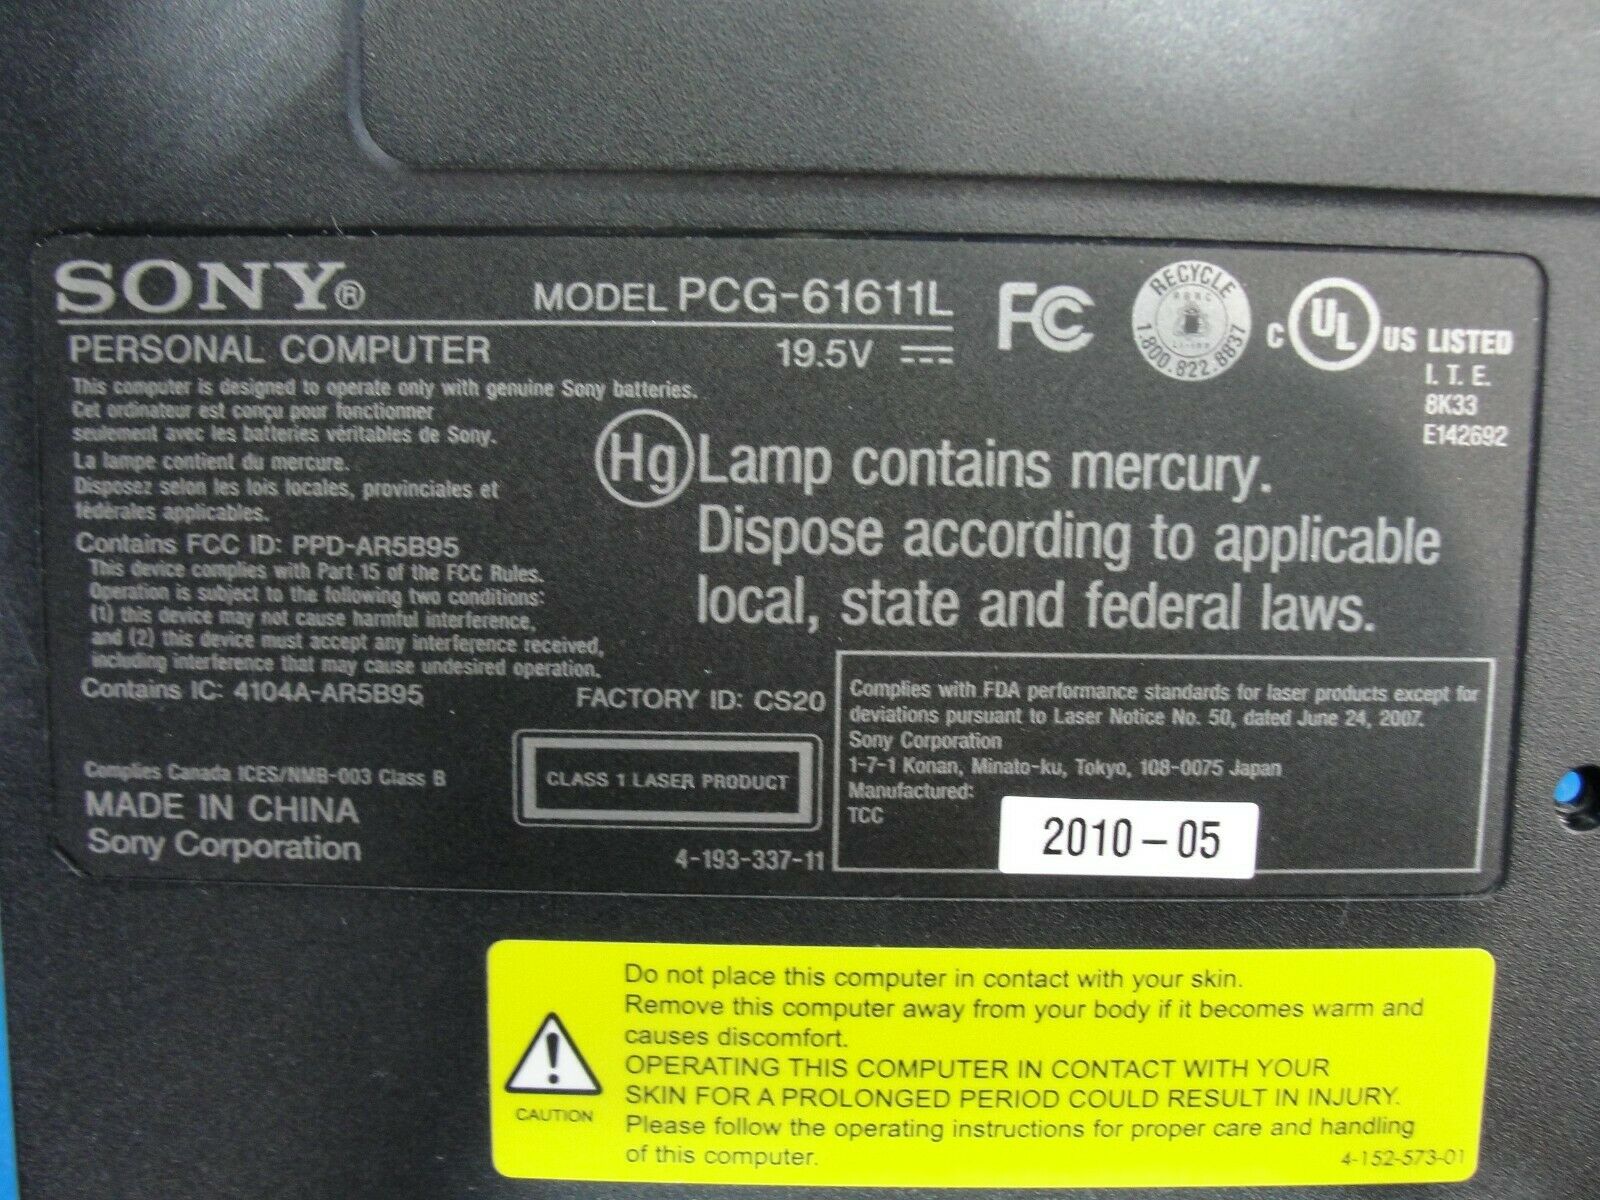 SONY®
MODEL PCG-61611L
PERSONAL COMPUTER
19.5V
FC
RECYCLE
RBRC
LI-ION
1.800.822.8837
C UL US LISTED
I. T. E.
8K33
E142692
This computer is designed to operate only with genuine Sony batteries.
Cet ordinateur est conçu pour fonctionner
seulement avec les batteries véritables de Sony.
La lampe contient du mercure.
Disposez selon les lois locales, provinciales et
fédérales applicables.
Hg Lamp contains mercury.
Dispose according to applicable
local, state and federal laws.
Contains FCC ID: PPD-AR5B95
This device complies with Part 15 of the FCC Rules.
Operation is subject to the following two conditions:
(1) this device may not cause harmful interference,
and (2) this device must accept any interference received,
including interference that may cause undesired operation.
Contains IC: 4104A-AR5B95
FACTORY ID: CS20
CLASS 1 LASER PRODUCT
Complies Canada ICES/NMB-003 Class B
MADE IN CHINA
Sony Corporation
4-193-337-11
Complies with FDA performance standards for laser products except for
deviations pursuant to Laser Notice No. 50, dated June 24, 2007.
Sony Corporation
1-7-1 Konan, Minato-ku, Tokyo, 108-0075 Japan
Manufactured:
TCC
2010-05
CAUTION
Do not place this computer in contact with your skin.
Remove this computer away from your body if it becomes warm and
causes discomfort.
OPERATING THIS COMPUTER IN CONTACT WITH YOUR
SKIN FOR A PROLONGED PERIOD COULD RESULT IN INJURY.
Please follow the operating instructions for proper care and handling
of this computer.
4-152-573-01